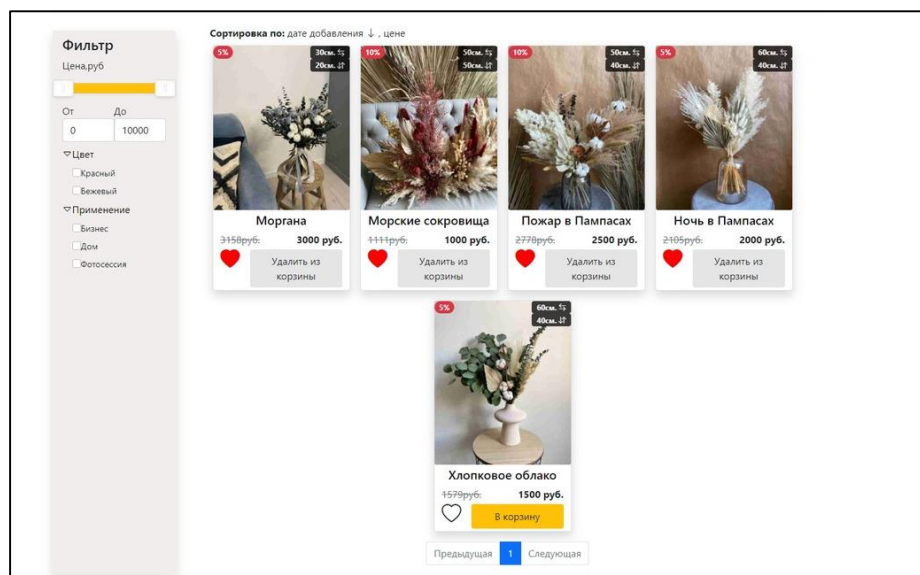 Фильтр
Цена,руб
От До
0 10000
Цвет
Красный
Бежевый
Применение
Бизнес
Дом
Фотосессия
Сортировка по: дате добавления ↓ , цене
5% 30см. ⇆
20см. ⇵
Моргана
3158руб. 3000 руб.
Удалить из
корзины
10% 50см. ⇆
50см. ⇵
Морские сокровища
1111руб. 1000 руб.
Удалить из
корзины
10% 50см. ⇆
40см. ⇵
Пожар в Пампасах
2778руб. 2500 руб.
Удалить из
корзины
5% 60см. ⇆
40см. ⇵
Ночь в Пампасах
2105руб. 2000 руб.
Удалить из
корзины
5% 60см. ⇆
40см. ⇵
Хлопковое облако
1579руб. 1500 руб.
В корзину
Предыдущая 1 Следующая